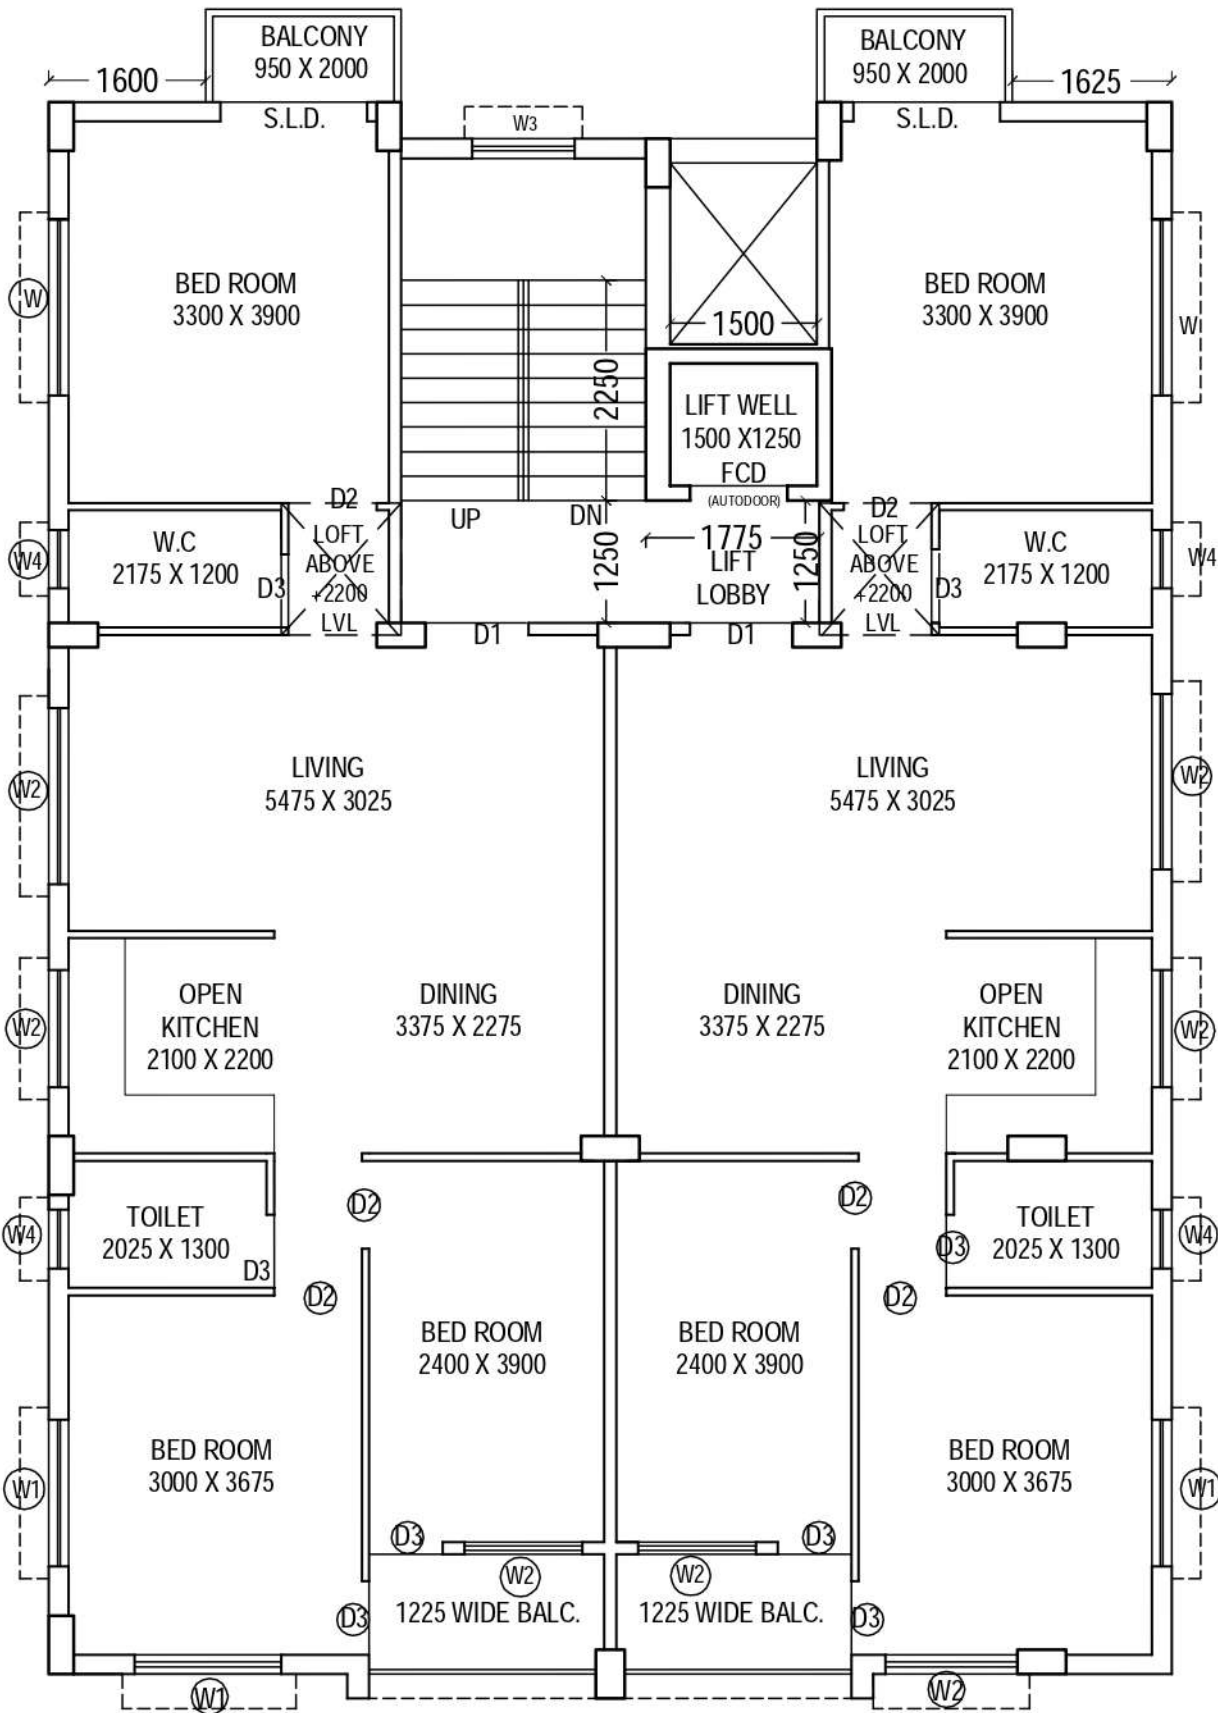 BALCONY
950 X 2000
BALCONY
950 X 2000
1600
1625
S.L.D.
W3
S.L.D.
BED ROOM
3300 X 3900
BED ROOM
3300 X 3900
W
W
1500
2250
LIFT WELL
1500 X1250
FCD
(AUTODOOR)
D2
D2
UP
DN
1775
1250
1250
LIFT
LOBBY
LOFT
ABOVE
+2200
LVL
LOFT
ABOVE
+2200
LVL
W.C
2175 X 1200
W.C
2175 X 1200
W4
W4
D3
D3
D1
D1
LIVING
5475 X 3025
LIVING
5475 X 3025
W2
W2
OPEN
KITCHEN
2100 X 2200
DINING
3375 X 2275
DINING
3375 X 2275
OPEN
KITCHEN
2100 X 2200
W2
W2
TOILET
2025 X 1300
D2
D2
TOILET
2025 X 1300
W4
W4
D3
D3
D2
D2
BED ROOM
2400 X 3900
BED ROOM
2400 X 3900
BED ROOM
3000 X 3675
BED ROOM
3000 X 3675
W1
W1
D3
D3
W2
W2
1225 WIDE BALC.
1225 WIDE BALC.
D3
D3
W1
W2